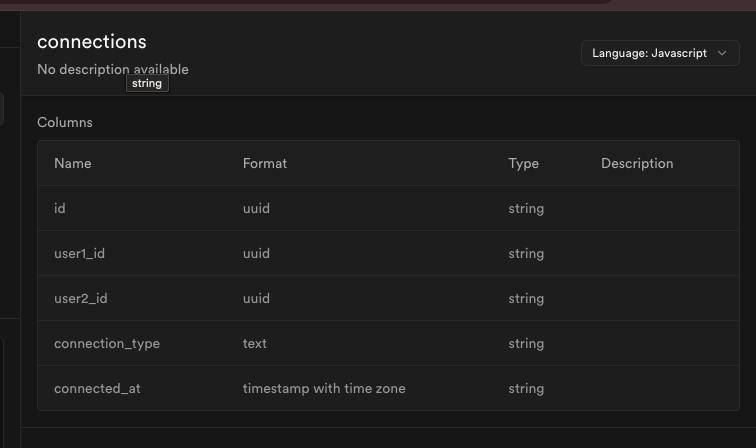 connections
Language: Javascript
No description available
string
Columns
Name Format Type Description
id uuid string
user1_id uuid string
user2_id uuid string
connection_type text string
connected_at timestamp with time zone string